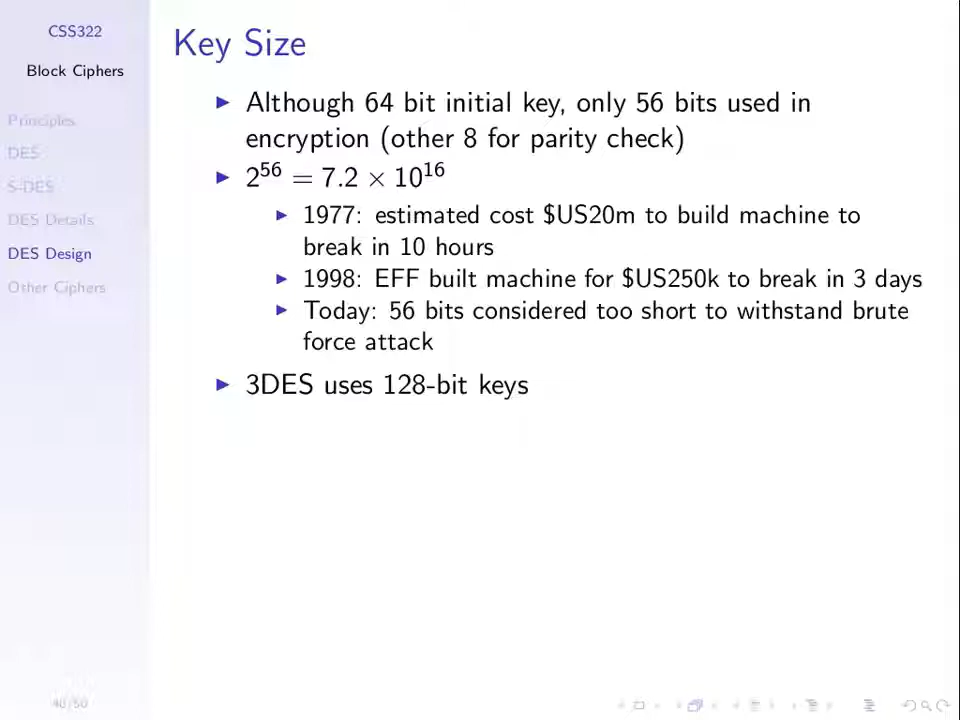 CSS322
Block Ciphers
Principles
DES
S-DES
DES Details
DES Design
Other Ciphers
Key Size
Although 64 bit initial key, only 56 bits used in
encryption (other 8 for parity check)
2^56 = 7.2 × 10^16
1977: estimated cost $US20m to build machine to
break in 10 hours
1998: EFF built machine for $US250k to break in 3 days
Today: 56 bits considered too short to withstand brute
force attack
3DES uses 128-bit keys
40/50